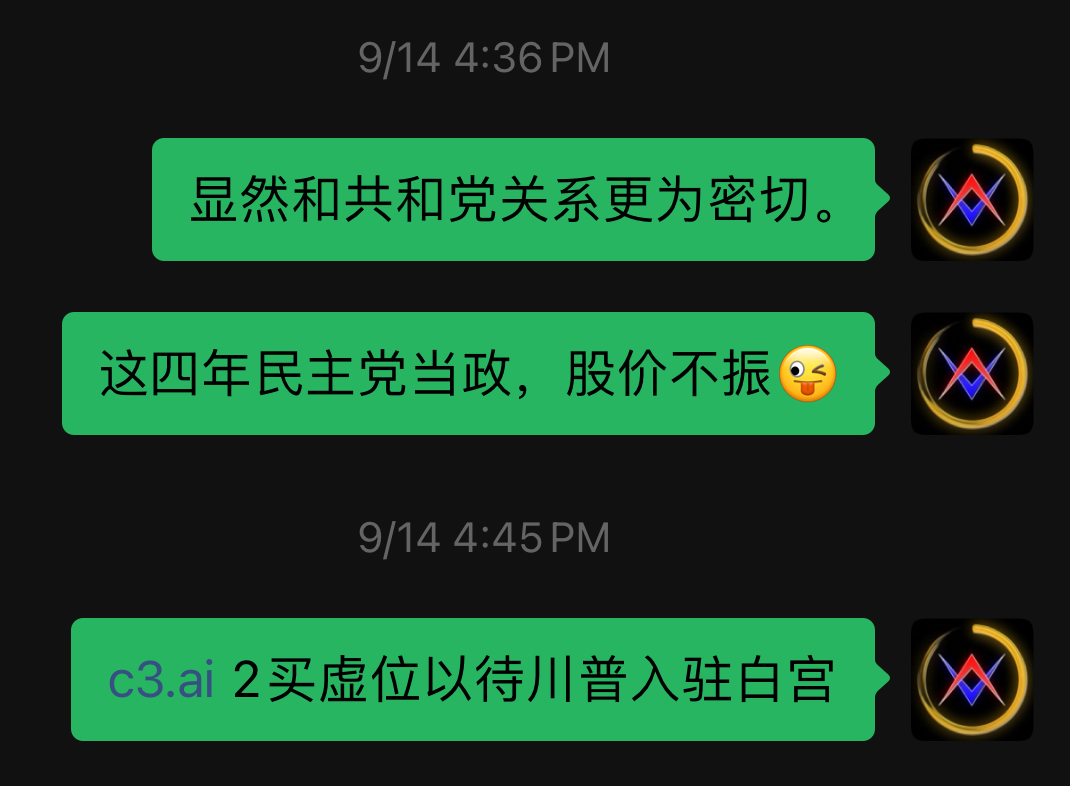 9/14 4:36 PM
显然和共和党关系更为密切。
这四年民主党当政，股价不振😜
9/14 4:45 PM
c3.ai 2买虚位以待川普入驻白宫